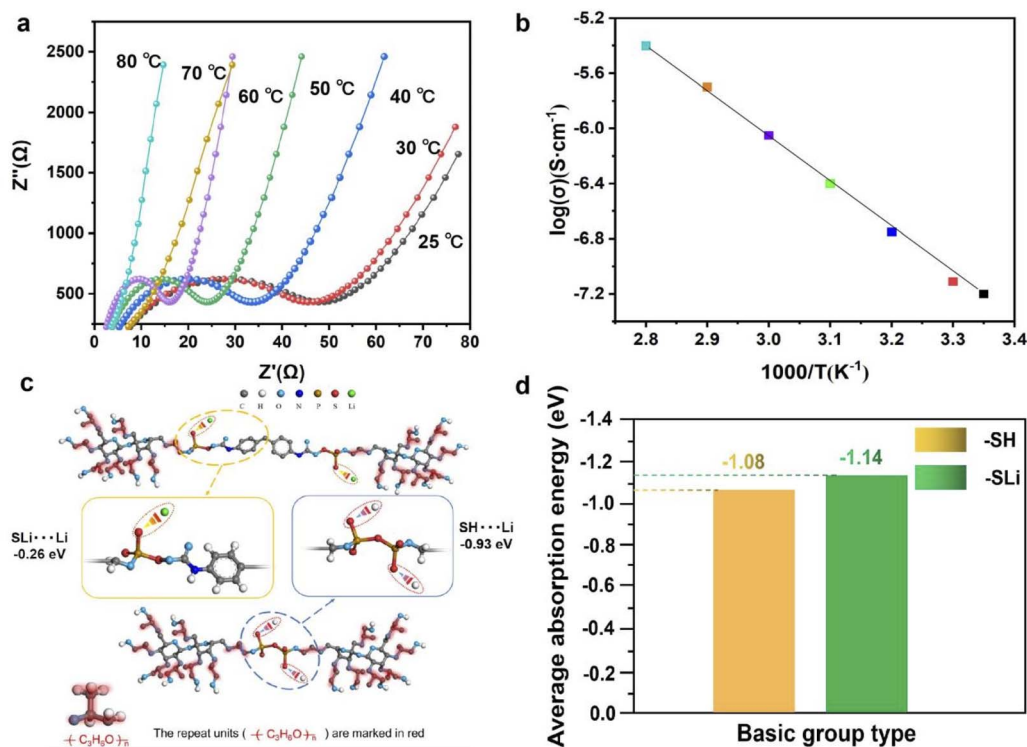 a
80 ℃
70 ℃
60 ℃
50 ℃
40 ℃
30 ℃
25 ℃
2500
2000
1500
1000
500
Z''(Ω)
0
10
20
30
40
50
60
70
80
Z'(Ω)
b
-5.2
-5.6
-6.0
-6.4
-6.8
-7.2
log(σ)(S·cm⁻¹)
2.8
2.9
3.0
3.1
3.2
3.3
3.4
1000/T(K⁻¹)
c
C H O N P S Li
SLi···Li
-0.26 eV
SH···Li
-0.93 eV
( C₃H₆O )n
The repeat units ( ( C₃H₆O )n ) are marked in red
d
-1.4
-1.2
-1.0
-0.8
-0.6
-0.4
-0.2
0.0
Average absorption energy (eV)
-1.08
-1.14
-SH
-SLi
Basic group type